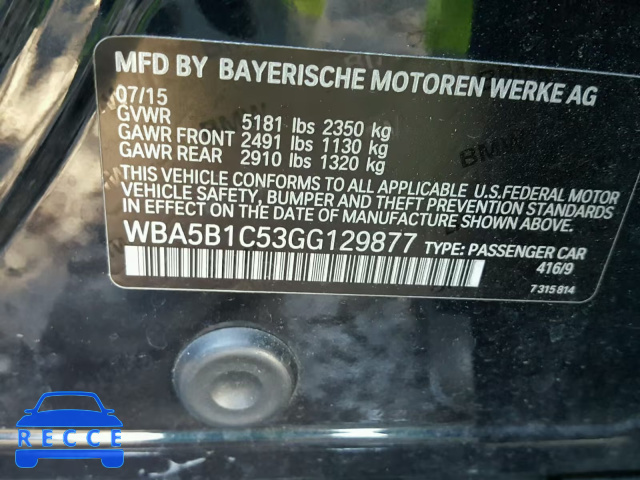 MFD BY BAYERISCHE MOTOREN WERKE AG
07/15
GVWR 5181 lbs 2350 kg
GAWR FRONT 2491 lbs 1130 kg
GAWR REAR 2910 lbs 1320 kg
THIS VEHICLE CONFORMS TO ALL APPLICABLE U.S.FEDERAL MOTOR
VEHICLE SAFETY, BUMPER AND THEFT PREVENTION STANDARDS
IN EFFECT ON THE DATE OF MANUFACTURE SHOWN ABOVE.
WBA5B1C53GG129877 TYPE: PASSENGER CAR
416/9
7 315 814
BMW
RECCE